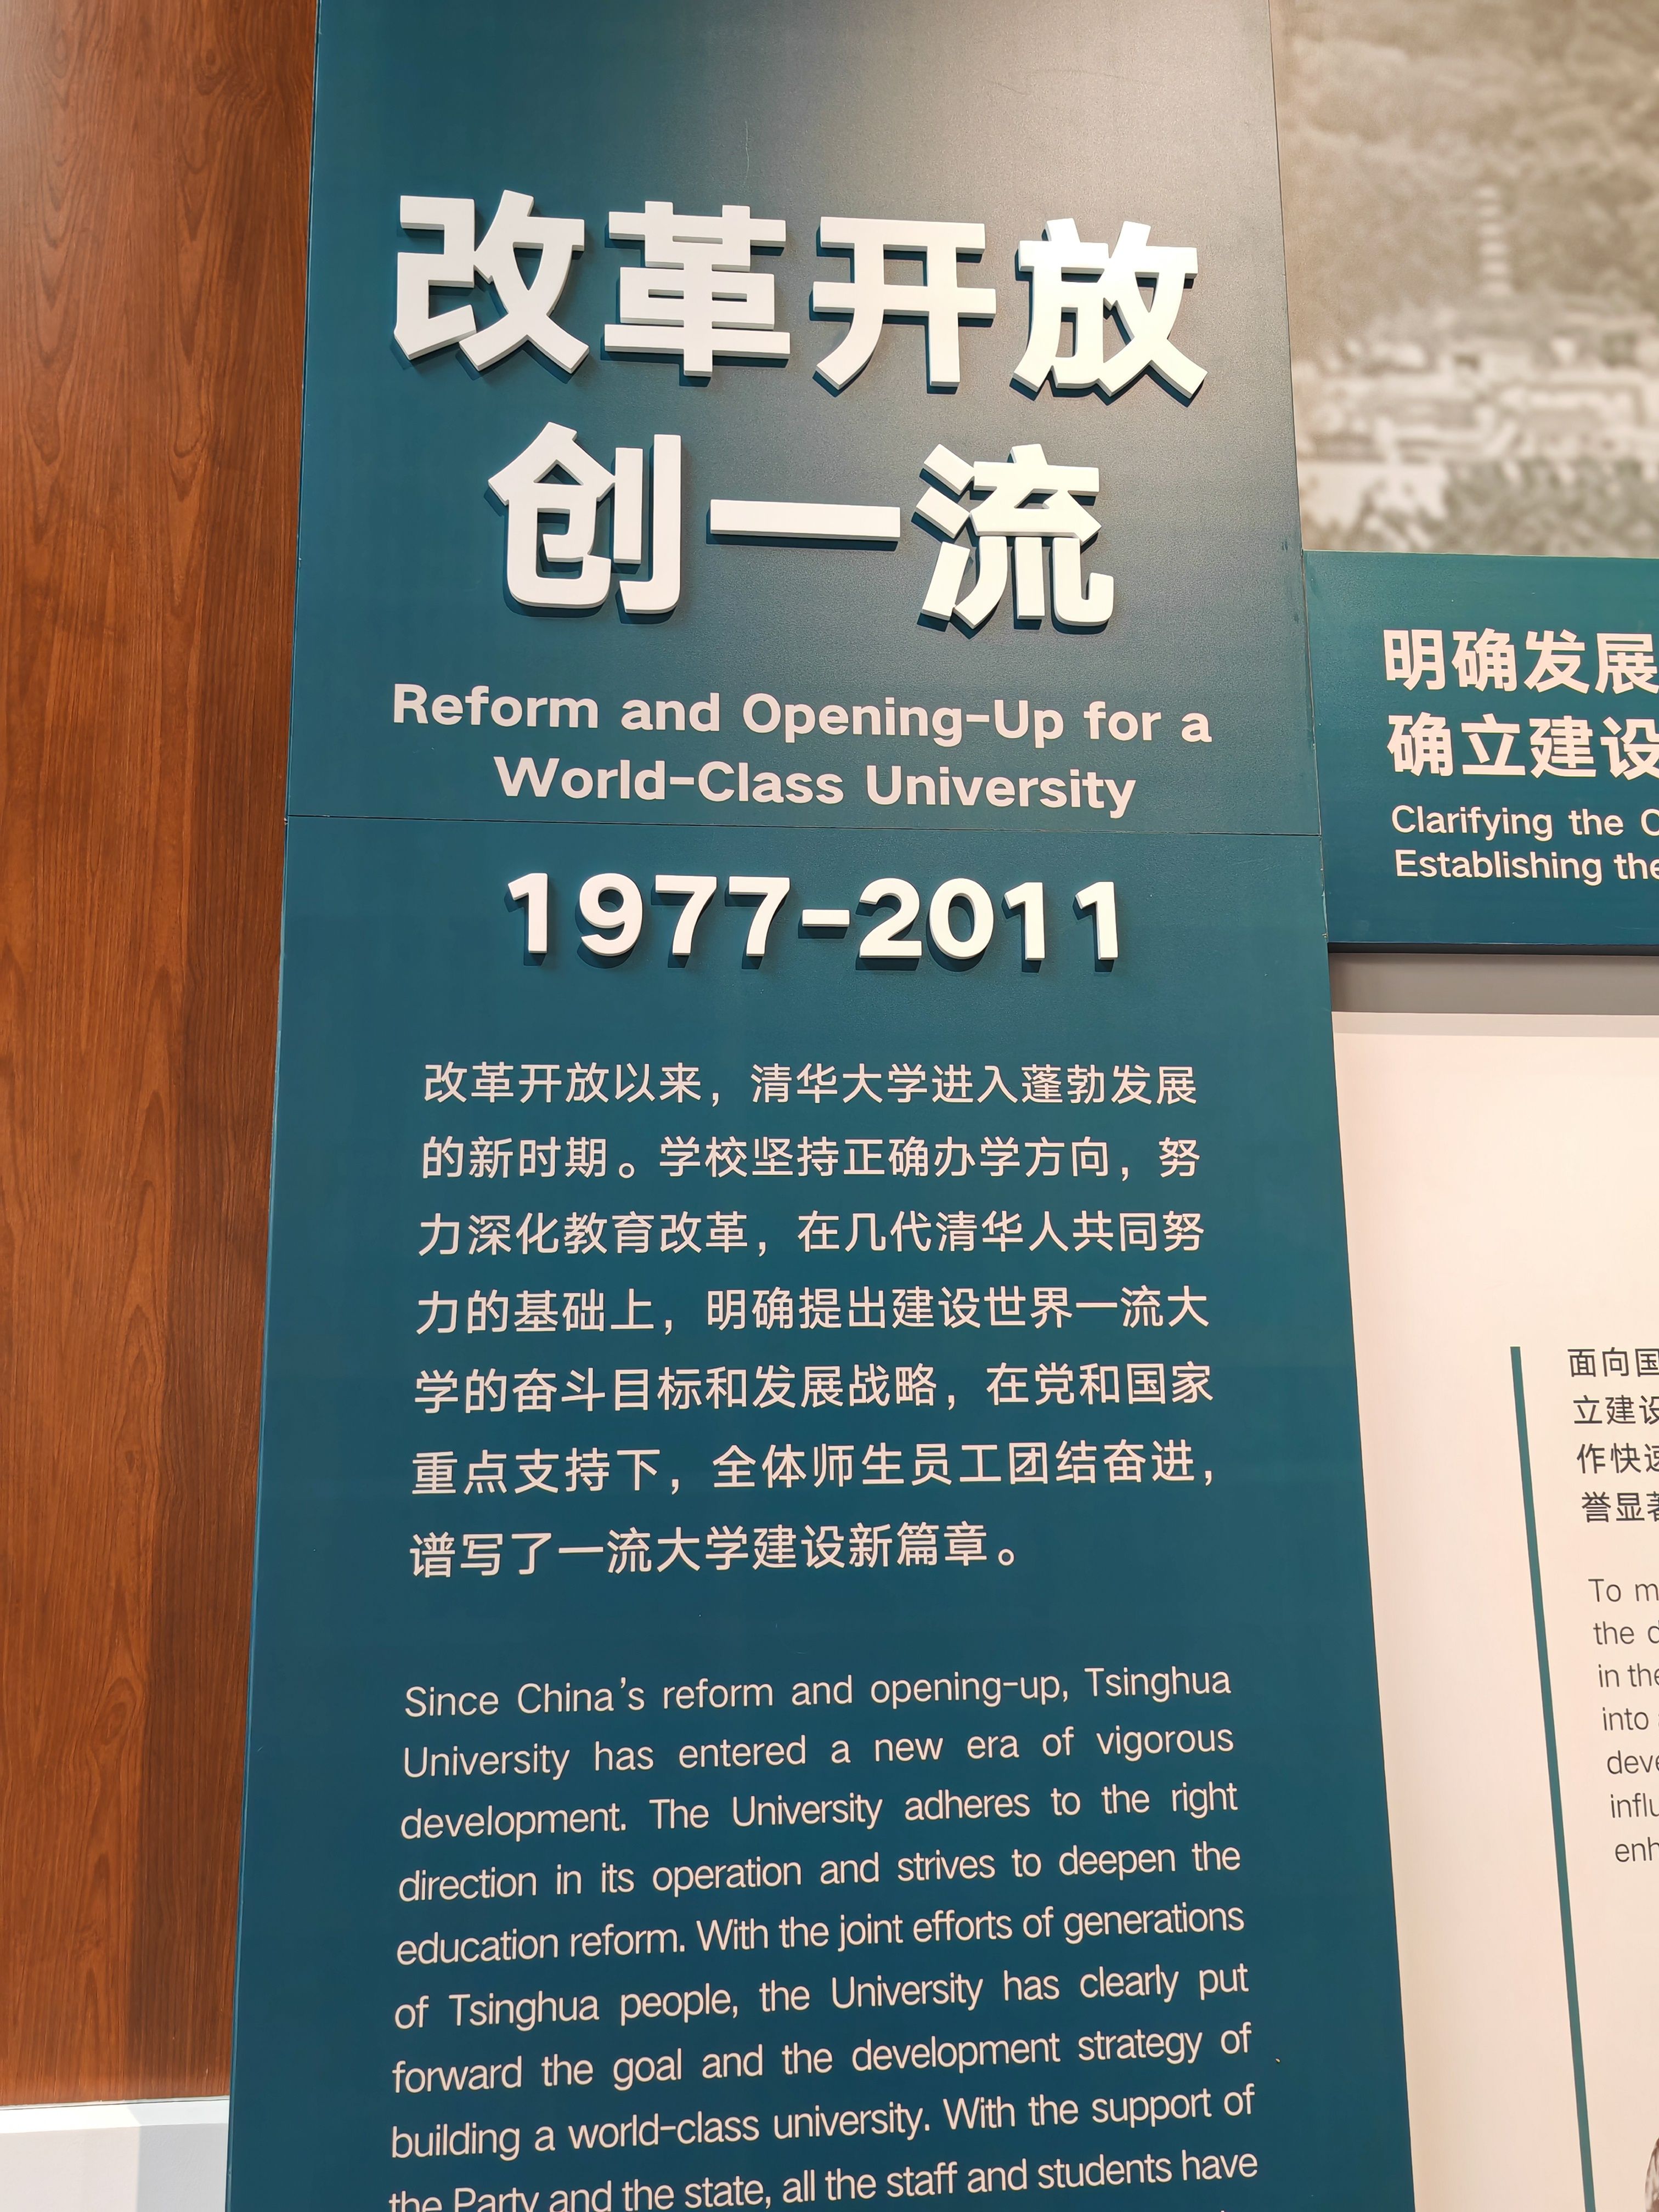 改革开放
创一流
Reform and Opening-Up for a
World-Class University
1977-2011
改革开放以来，清华大学进入蓬勃发展
的新时期。学校坚持正确办学方向，努
力深化教育改革，在几代清华人共同努
力的基础上，明确提出建设世界一流大
学的奋斗目标和发展战略，在党和国家
重点支持下，全体师生员工团结奋进，
谱写了一流大学建设新篇章。
Since China's reform and opening-up, Tsinghua
University has entered a new era of vigorous
development. The University adheres to the right
direction in its operation and strives to deepen the
education reform. With the joint efforts of generations
of Tsinghua people, the University has clearly put
forward the goal and the development strategy of
building a world-class university. With the support of
the Party and the state, all the staff and students have
明确发展
确立建设
Clarifying the
Establishing the
面向国
立建设
作快速
誉显著
To
the
in the
into